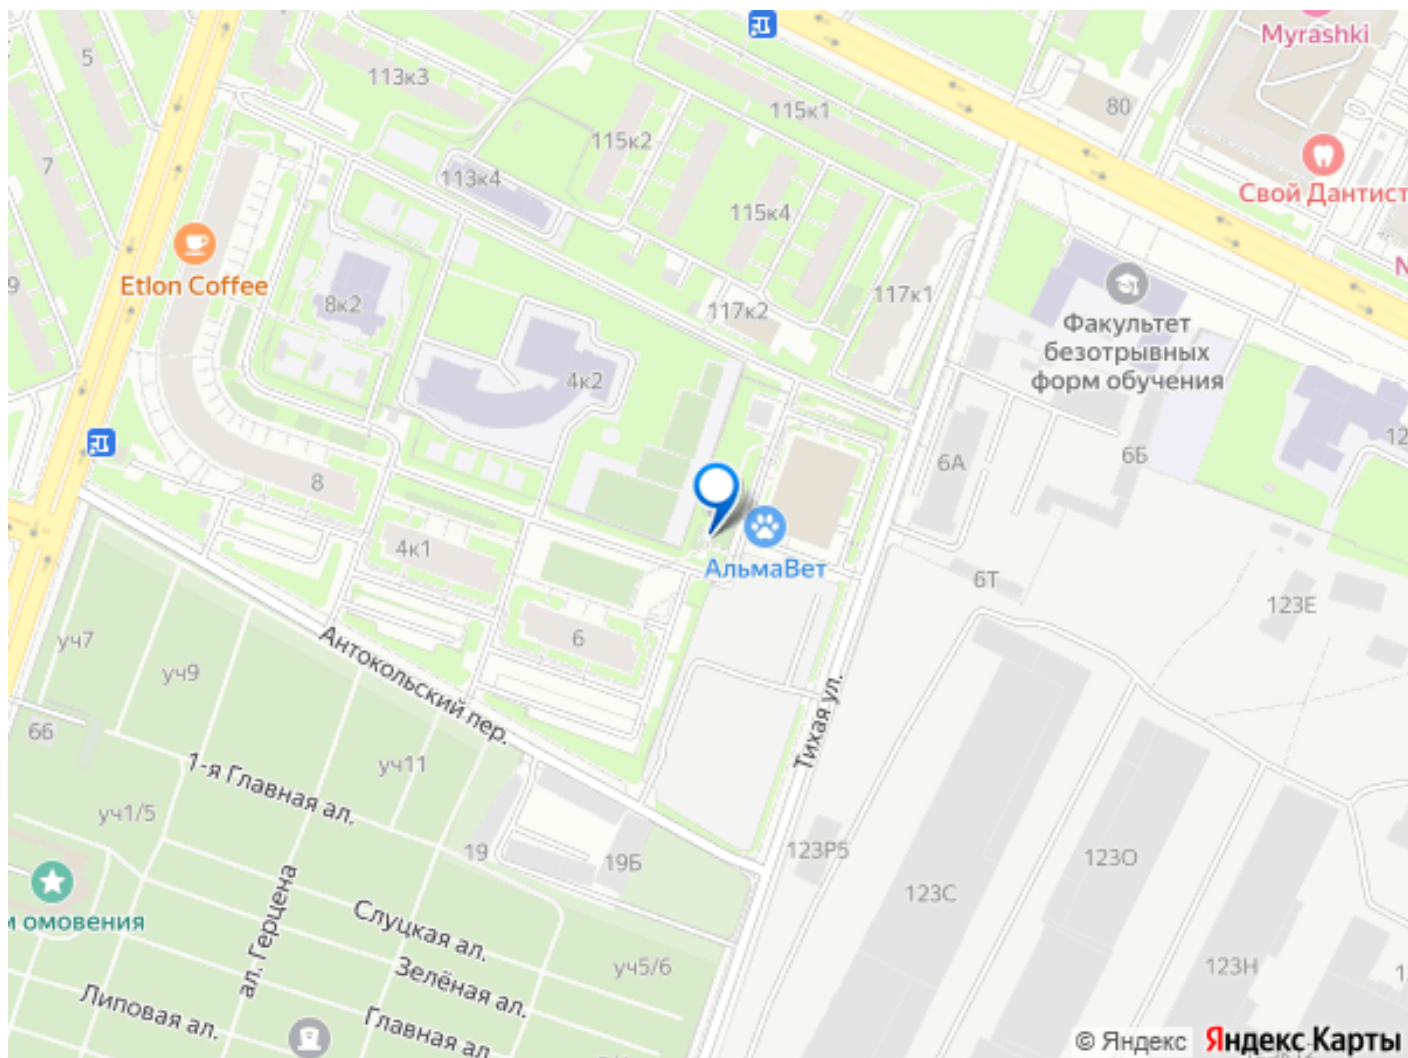 Myrashki
5
113к3
115к1
80
115к2
7
113к4
Свой Дантист
115к4
Etlon Coffee
9
N
8к2
117к2
117к1
Факультет
безотрывных
форм обучения
4к2
12
6А
6Б
8
4к1
АльмаВет
6Т
123Е
уч7
6
Антокольский пер.
уч9
Тихая ул.
6б
уч11
1-я Главная ал.
уч1/5
19
19Б
123Р5
123О
123С
м омовения
ал. Герцена
Слуцкая ал.
Зелёная ал.
уч5/6
123Н
1
Липовая ал.
Главная ал.
© Яндекс
Яндекс Карты